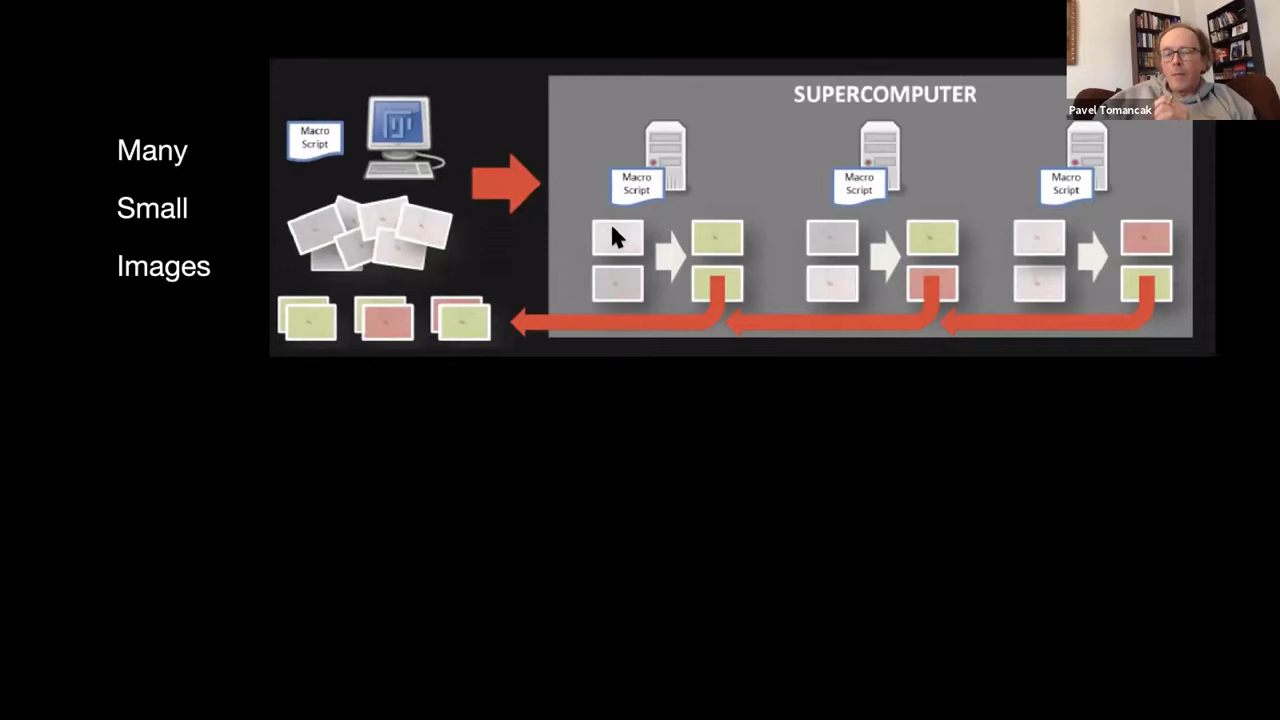 Many
Small
Images
Macro
Script
SUPERCOMPUTER
Macro
Script
Macro
Script
Macro
Script
Pavel Tomancak